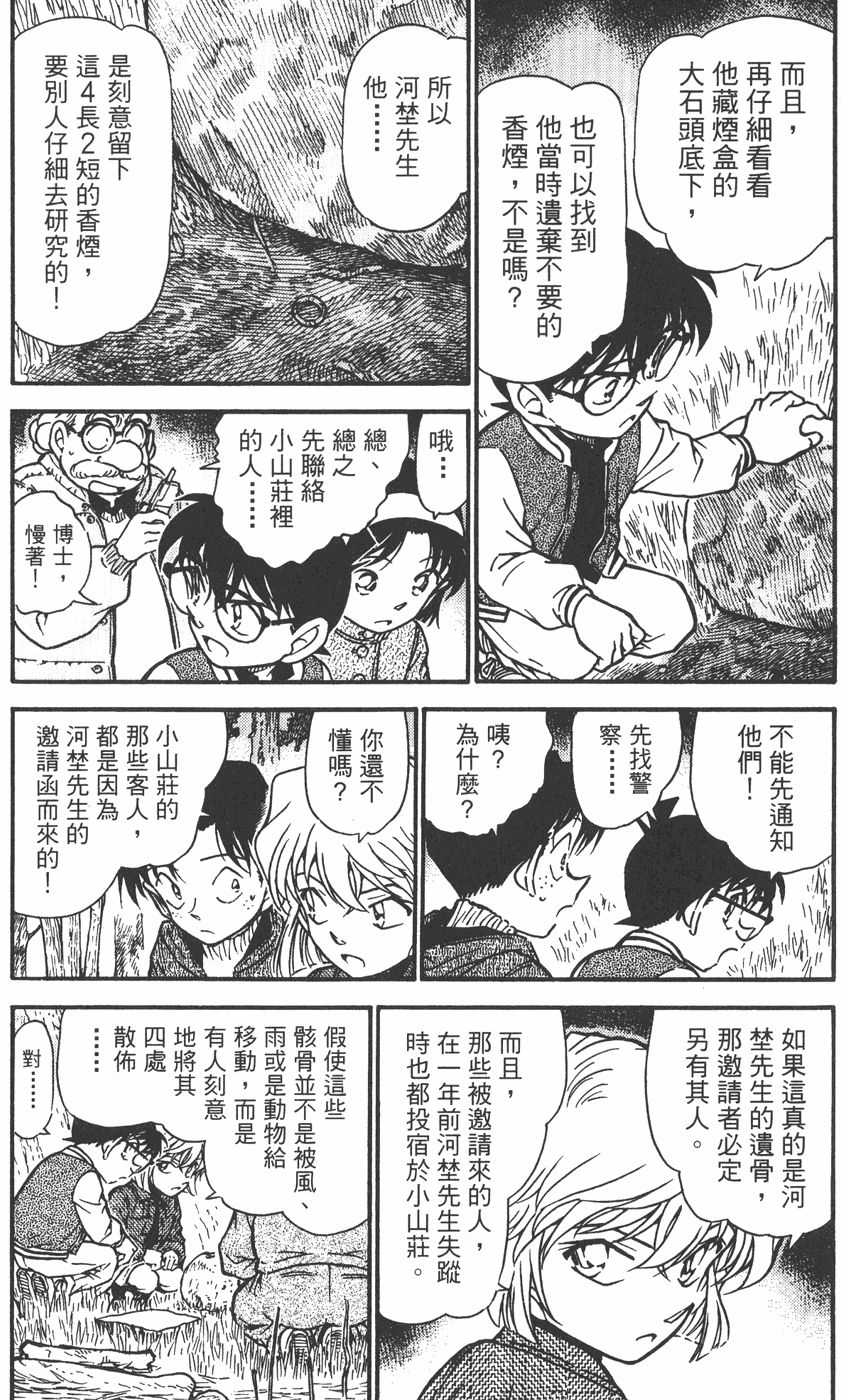 而且，
再仔細看看
他藏煙盒的
大石頭底下，
也可以找到
他當時遺棄不要的
香煙，不是嗎？
所以
河埜先生
他……
是刻意留下
這4長2短的香煙，
要別人仔細去研究的！
哦…
總、
總之
先聯絡
小山莊裡
的人……
博士，
慢著！
不能先通知
他們！
先找警
察……
咦？
為什麼？
你還不
懂嗎？
小山莊的
那些客人，
都是因為
河埜先生的
邀請函而來的！
如果這真的是河
埜先生的遺骨，
那邀請者必定
另有其人。
而且，
那些被邀請來的人，
在一年前河埜先生失蹤
時也都投宿於小山莊。
假使這些
骸骨並不是被風、
雨或是動物給
移動，而是
有人刻意
地將其
四處
散佈
……
對……